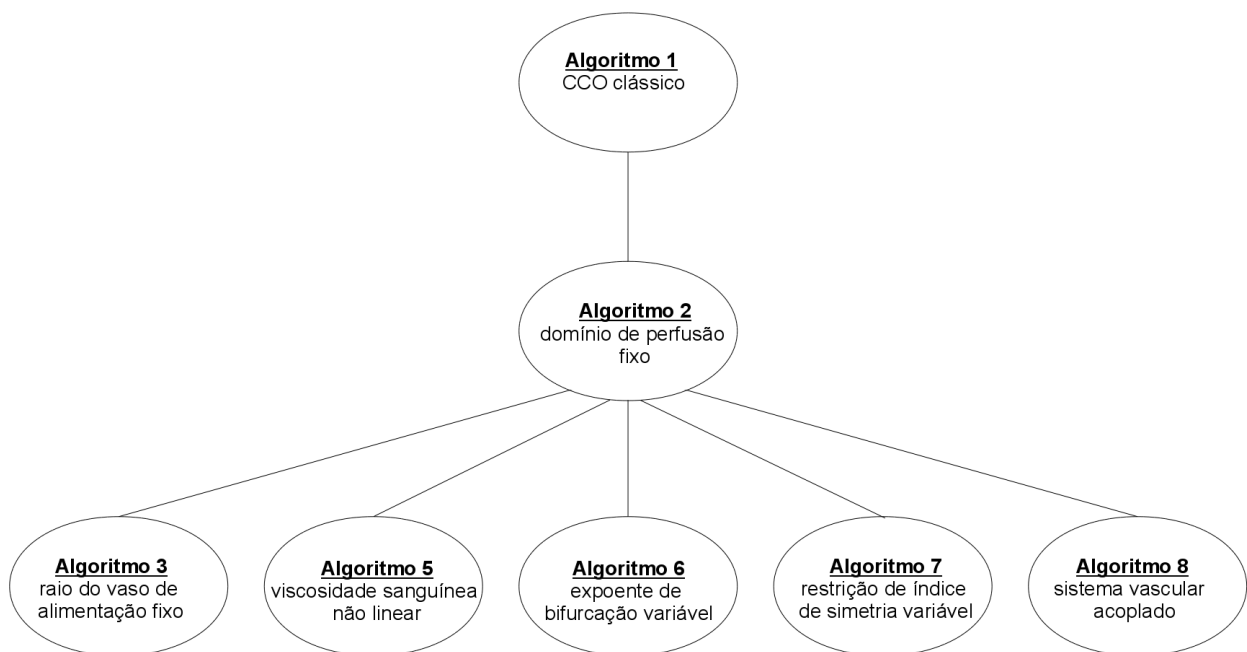 Algoritmo 1
CCO clássico
Algoritmo 2
domínio de perfusão
fixo
Algoritmo 3
raio do vaso de
alimentação fixo
Algoritmo 5
viscosidade sanguínea
não linear
Algoritmo 6
expoente de
bifurcação variável
Algoritmo 7
restrição de índice
de simetria variável
Algoritmo 8
sistema vascular
acoplado